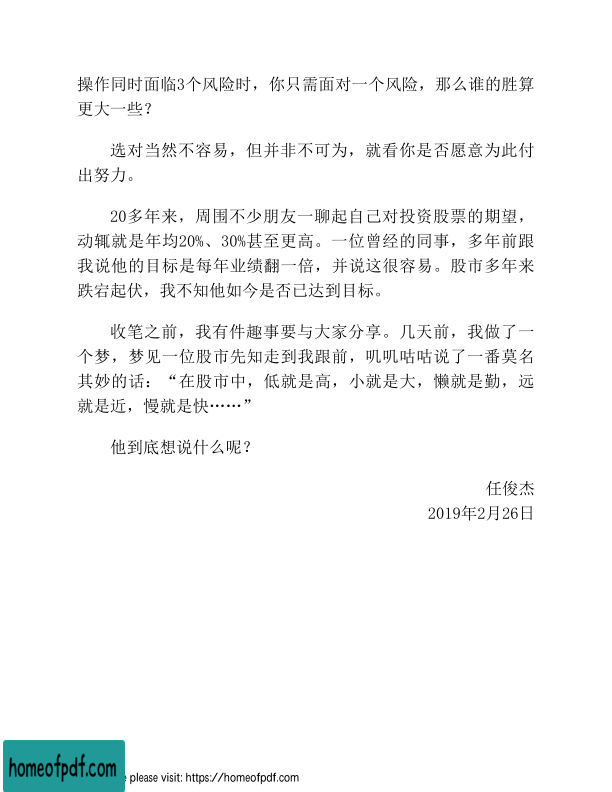 操作同时面临3个风险时，你只需面对一个风险，那么谁的胜算
更大一些？
选对当然不容易，但并非不可为，就看你是否愿意为此付
出努力。
20多年来，周围不少朋友一聊起自己对投资股票的期望，
动辄就是年均20%、30%甚至更高。一位曾经的同事，多年前跟
我说他的目标是每年业绩翻一倍，并说这很容易。股市多年来
跌宕起伏，我不知他如今是否已达到目标。
收笔之前，我有件趣事要与大家分享。几天前，我做了一
个梦，梦见一位股市先知走到我跟前，叽叽咕咕说了一番莫名
其妙的话：“在股市中，低就是高，小就是大，懒就是勤，远
就是近，慢就是快……”
他到底想说什么呢？
任俊杰
2019年2月26日
homeofpdf.com
please visit: https://homeofpdf.com